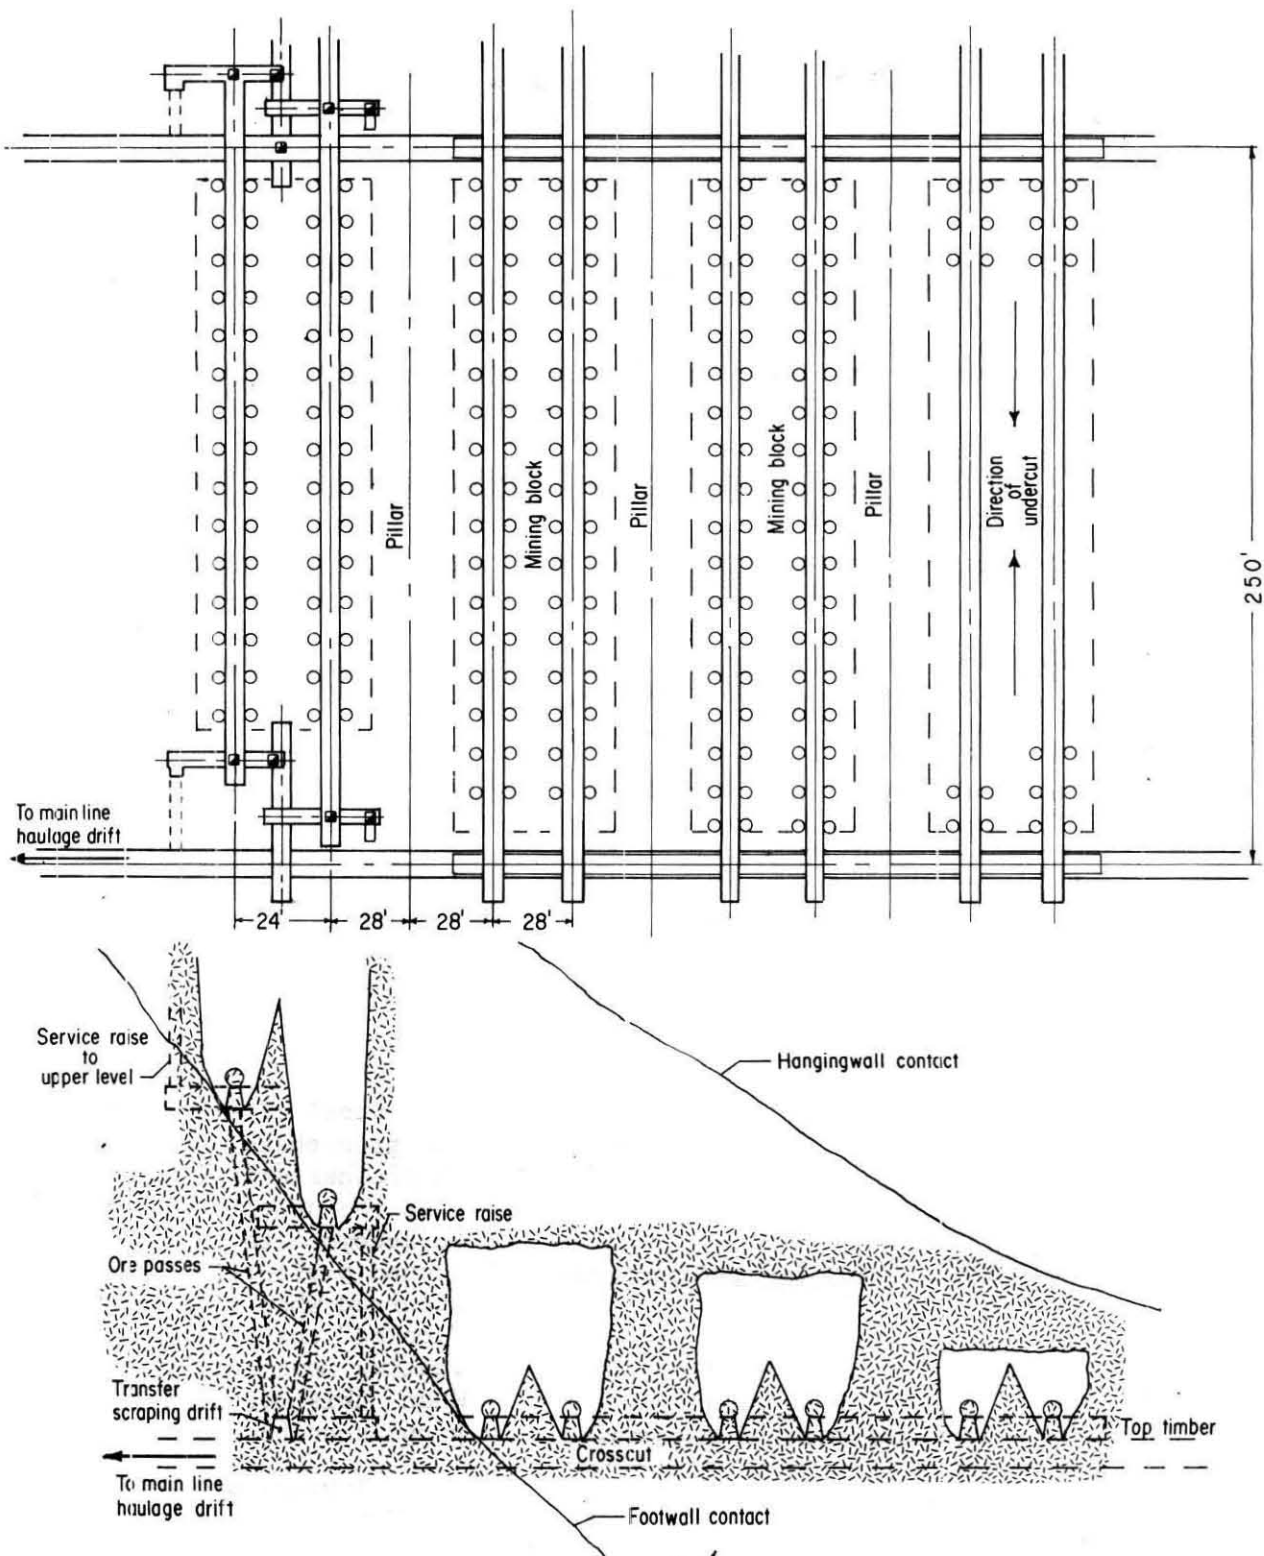 Pillar
Mining block
Pillar
Mining block
Pillar
Direction
of
undercut
250'
To main line
haulage drift
24'
28'
28'
28'
Service raise
to
upper level
Hangingwall contact
Service raise
Ore passes
Transfer
scraping drift
Top timber
Crosscut
To main line
haulage drift
Footwall contact